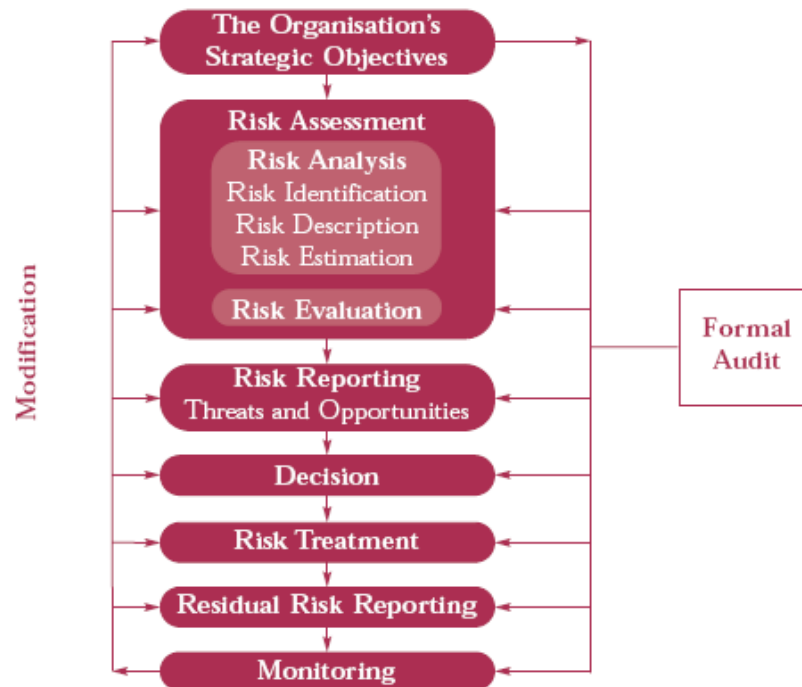 The Organisation's
Strategic Objectives
Risk Assessment
Risk Analysis
Risk Identification
Risk Description
Risk Estimation
Risk Evaluation
Risk Reporting
Threats and Opportunities
Decision
Risk Treatment
Residual Risk Reporting
Monitoring
Modification
Formal
Audit